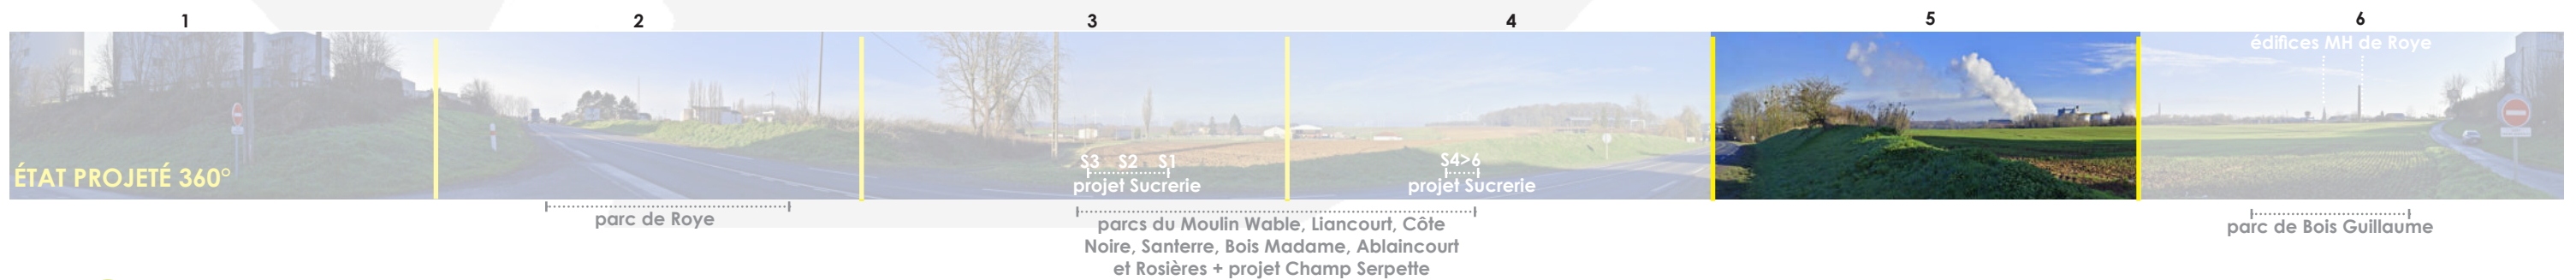 1 2 3 4 5 6
édifices MH de Roye
ÉTAT PROJETÉ 360°
S3 S2 S1
projet Sucrerie
S4>6
projet Sucrerie
parc de Roye
parcs du Moulin Wable, Liancourt, Côte
Noire, Santerre, Bois Madame, Ablaincourt
et Rosières + projet Champ Serpette
parc de Bois Guillaume